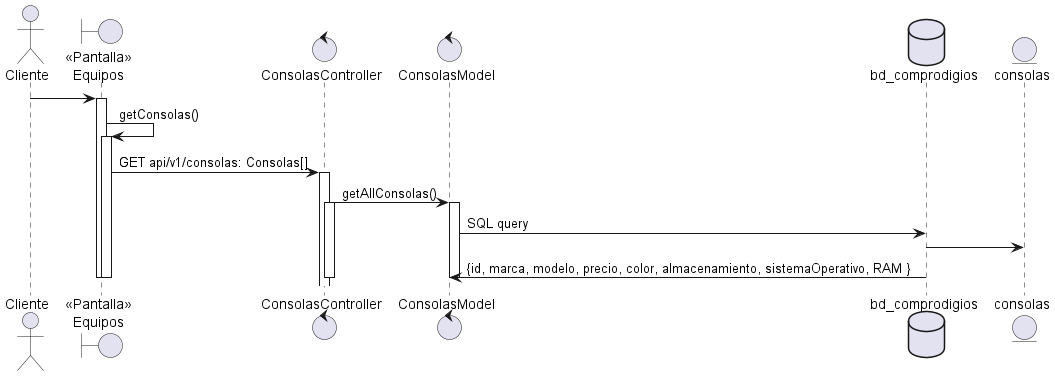 Cliente
«Pantalla»
Equipos
ConsolasController
ConsolasModel
bd_comprodigios
consolas
getConsolas()
GET api/v1/consolas: Consolas[]
getAllConsolas()
SQL query
{id, marca, modelo, precio, color, almacenamiento, sistemaOperativo, RAM }
Cliente
«Pantalla»
Equipos
ConsolasController
ConsolasModel
bd_comprodigios
consolas